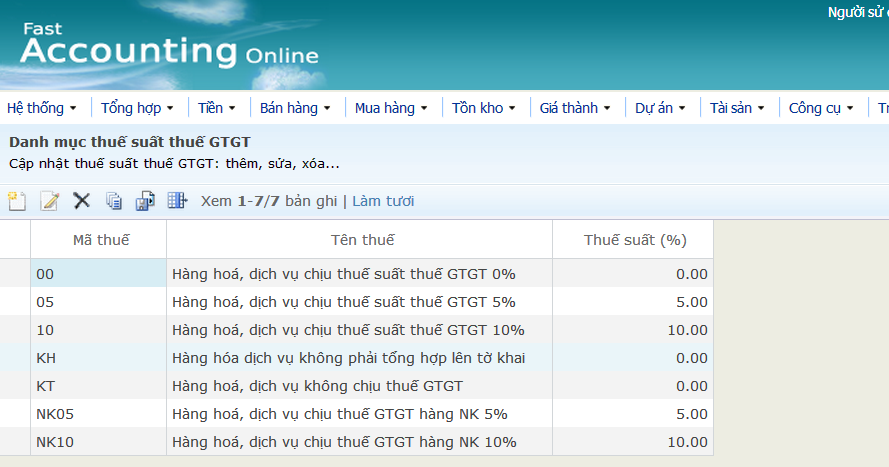 Người sử
Fast
Accounting Online
Hệ thống Tổng hợp Tiền Bán hàng Mua hàng Tồn kho Giá thành Dự án Tài sản Công cụ
Danh mục thuế suất thuế GTGT
Cập nhật thuế suất thuế GTGT: thêm, sửa, xóa...
Xem 1-7/7 bản ghi | Làm tươi
Mã thuế Tên thuế Thuế suất (%)
00 Hàng hoá, dịch vụ chịu thuế suất thuế GTGT 0% 0.00
05 Hàng hoá, dịch vụ chịu thuế suất thuế GTGT 5% 5.00
10 Hàng hoá, dịch vụ chịu thuế suất thuế GTGT 10% 10.00
KH Hàng hóa dịch vụ không phải tổng hợp lên tờ khai 0.00
KT Hàng hoá, dịch vụ không chịu thuế GTGT 0.00
NK05 Hàng hoá, dịch vụ chịu thuế GTGT hàng NK 5% 5.00
NK10 Hàng hoá, dịch vụ chịu thuế GTGT hàng NK 10% 10.00